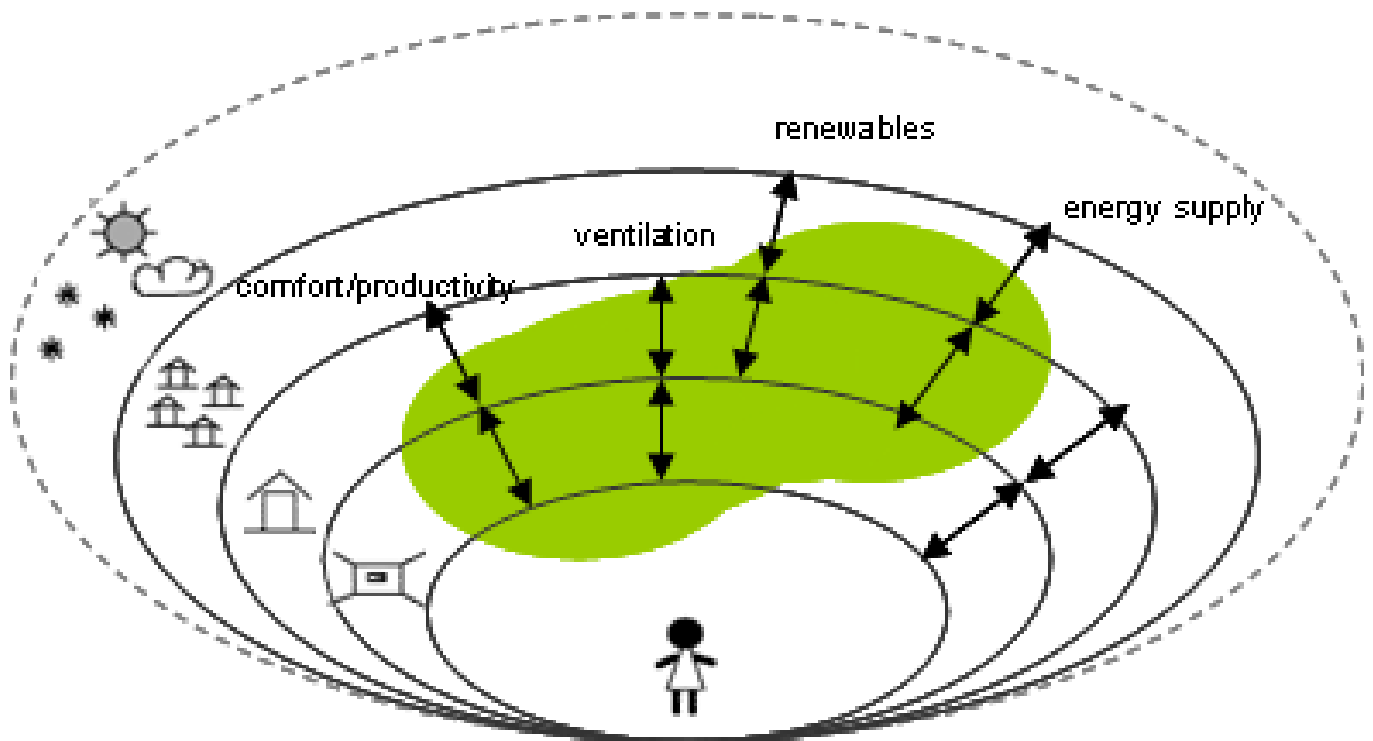 renewables
energy supply
ventilation
comfort/productivity